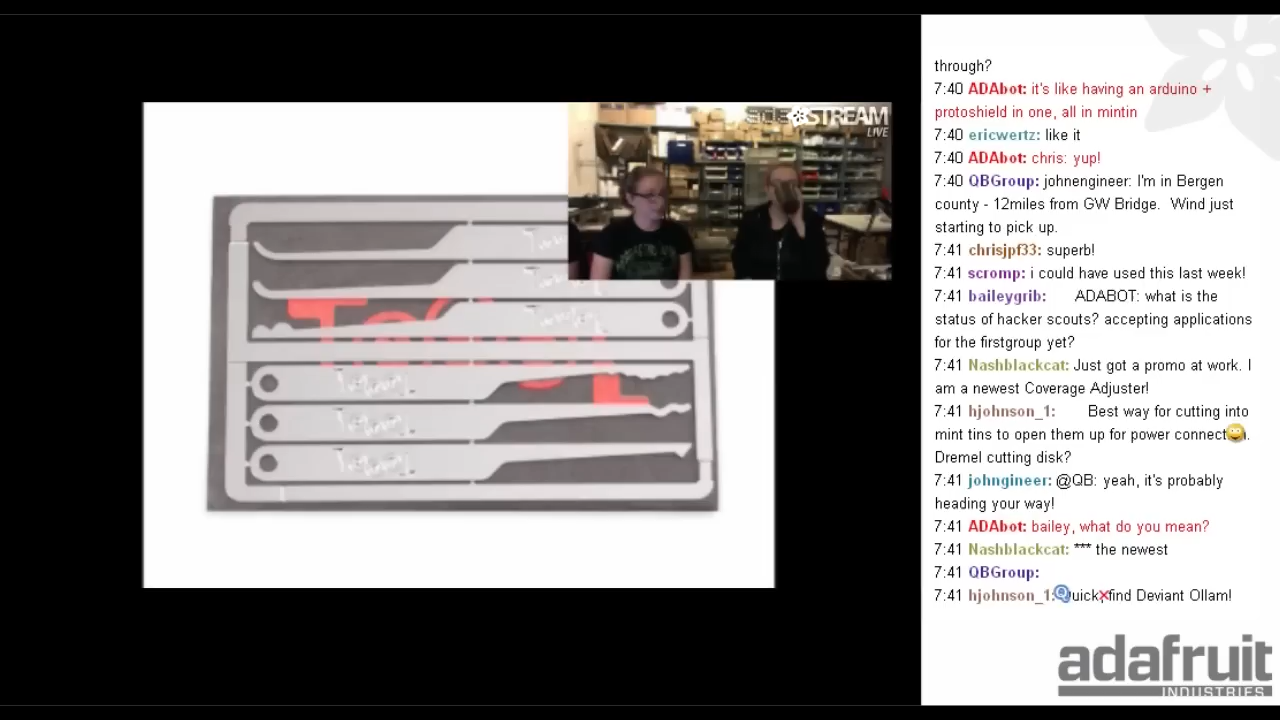 STREAM
LIVE
through?
7:40 ADAbot: it's like having an arduino +
protoshield in one, all in mintin
7:40 ericwertz: like it
7:40 ADAbot: chris: yup!
7:40 QBGroup: johnengineer: I'm in Bergen
county - 12miles from GW Bridge. Wind just
starting to pick up.
7:41 chrisjpf33: superb!
7:41 scromp: i could have used this last week!
7:41 baileygrib: ADABOT: what is the
status of hacker scouts? accepting applications
for the firstgroup yet?
7:41 Nashblackcat: Just got a promo at work. I
am a newest Coverage Adjuster!
7:41 hjohnson_1: Best way for cutting into
mint tins to open them up for power connect
Dremel cutting disk?
7:41 johngineer: @QB: yeah, it's probably
heading your way!
7:41 ADAbot: bailey, what do you mean?
7:41 Nashblackcat: *** the newest
7:41 QBGroup:
7:41 hjohnson_1: Quick, find Deviant Ollam!
adafruit
INDUSTRIES